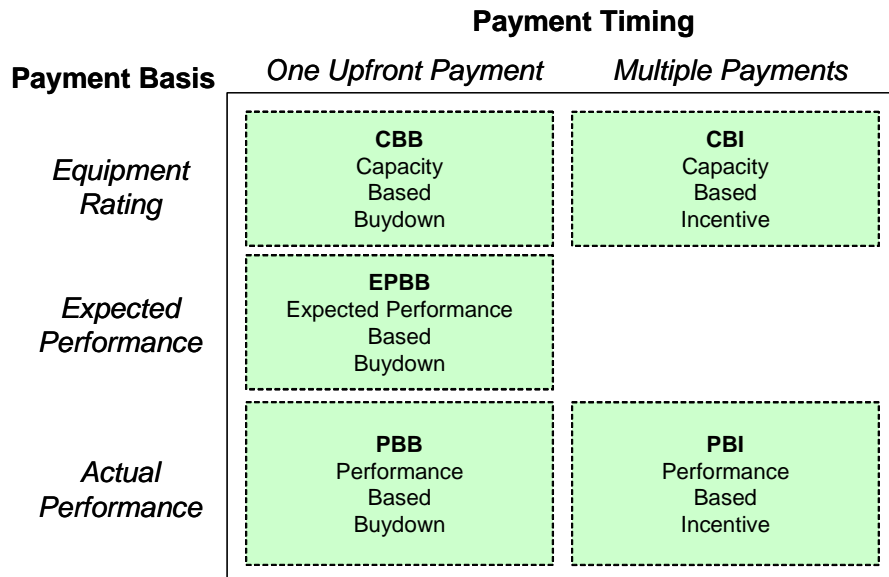 Payment Timing
Payment Basis
One Upfront Payment
Multiple Payments
Equipment
Rating
CBB
Capacity
Based
Buydown
CBI
Capacity
Based
Incentive
Expected
Performance
EPBB
Expected Performance
Based
Buydown
Actual
Performance
PBB
Performance
Based
Buydown
PBI
Performance
Based
Incentive